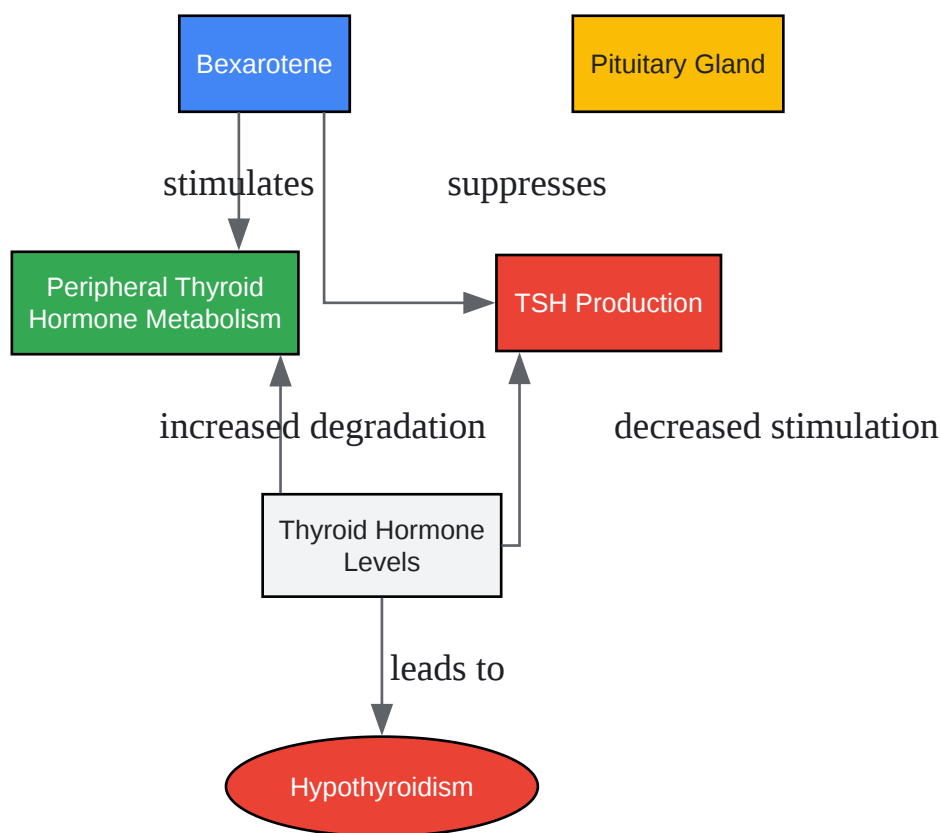 Bexarotene
Pituitary Gland
stimulates
suppresses
Peripheral Thyroid
Hormone Metabolism
TSH Production
increased degradation
decreased stimulation
Thyroid Hormone
Levels
leads to
Hypothyroidism